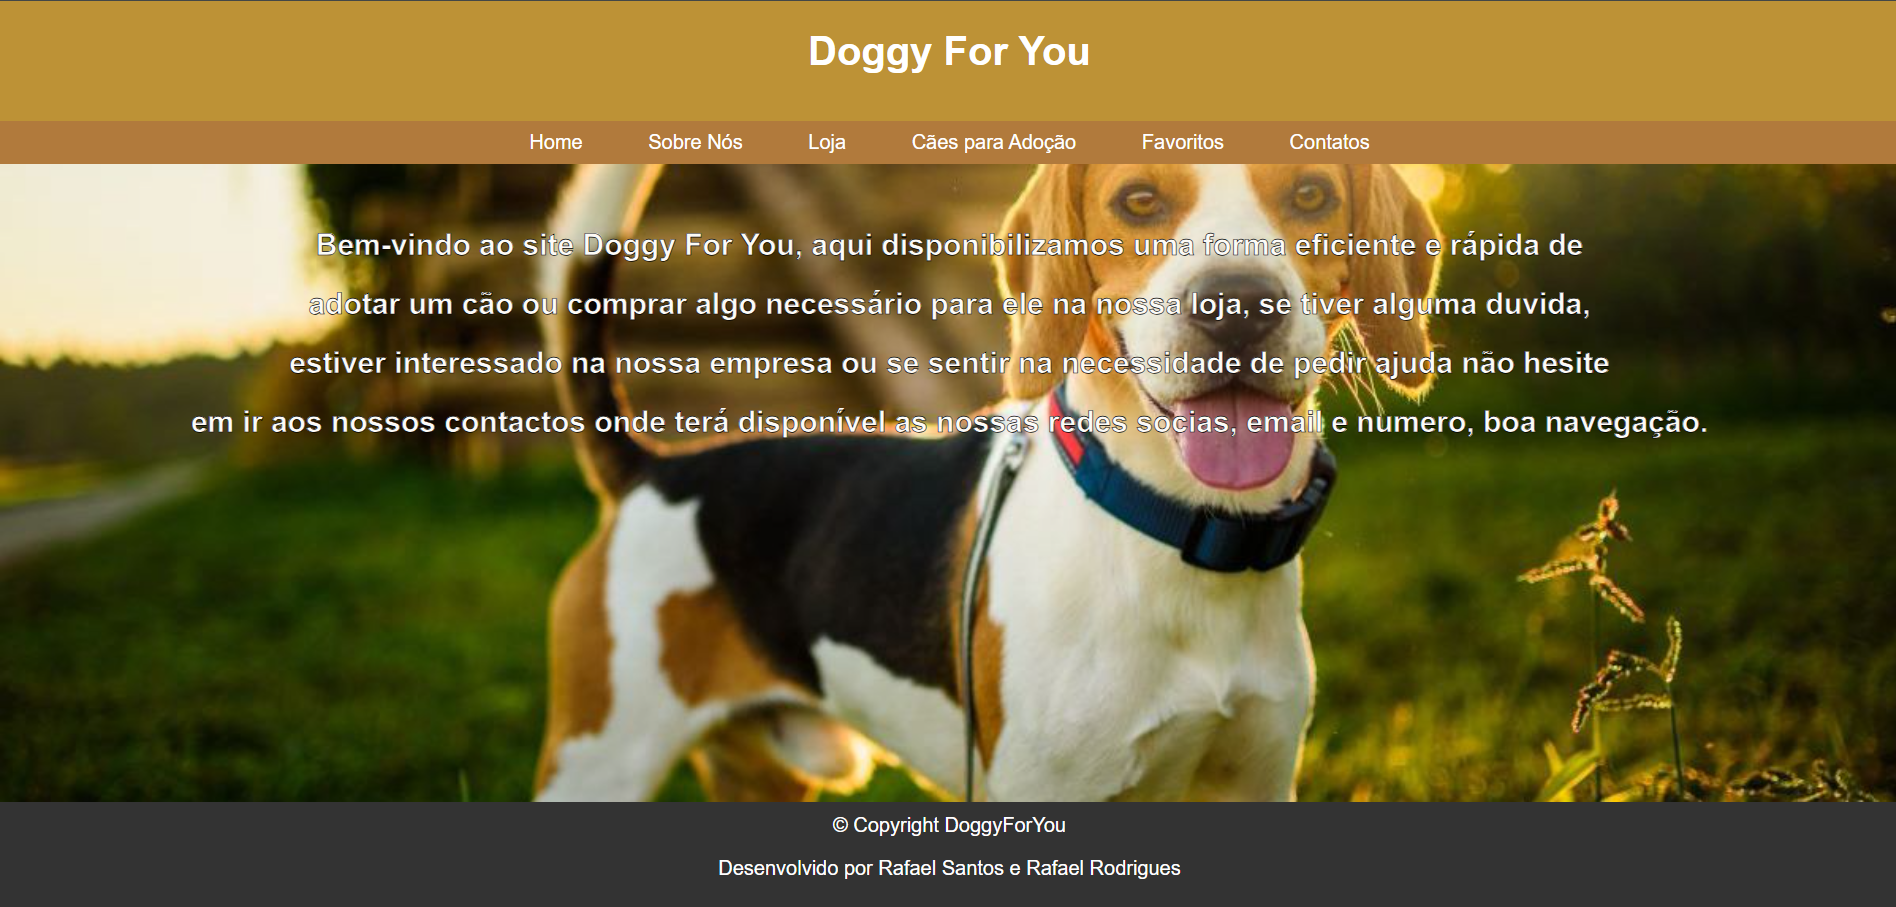 Doggy For You
Home Sobre Nós Loja Cães para Adoção Favoritos Contatos
Bem-vindo ao site Doggy For You, aqui disponibilizamos uma forma eficiente e rápida de
adotar um cão ou comprar algo necessário para ele na nossa loja, se tiver alguma duvida,
estiver interessado na nossa empresa ou se sentir na necessidade de pedir ajuda não hesite
em ir aos nossos contactos onde terá disponível as nossas redes socias, email e numero, boa navegação.
© Copyright DoggyForYou
Desenvolvido por Rafael Santos e Rafael Rodrigues